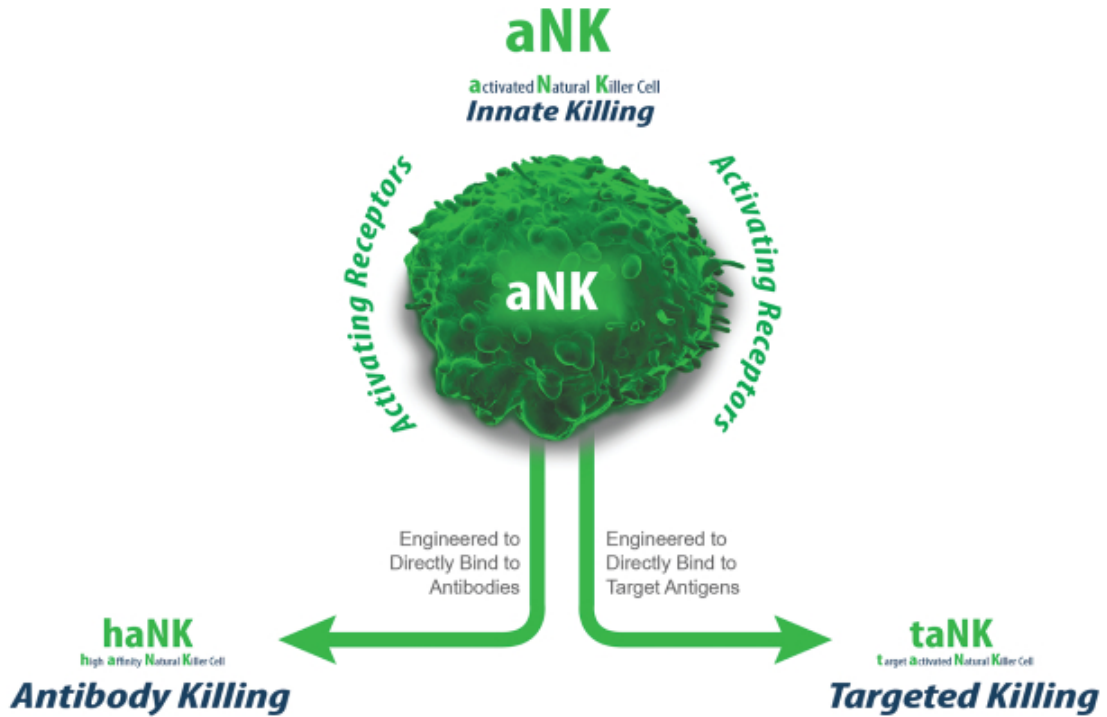 aNK
activated Natural Killer Cell
Innate Killing
Activating Receptors
Activating Receptors
aNK
Engineered to
Directly Bind to
Antibodies
Engineered to
Directly Bind to
Target Antigens
haNK
high affinity Natural Killer Cell
Antibody Killing
taNK
target activated Natural Killer Cell
Targeted Killing